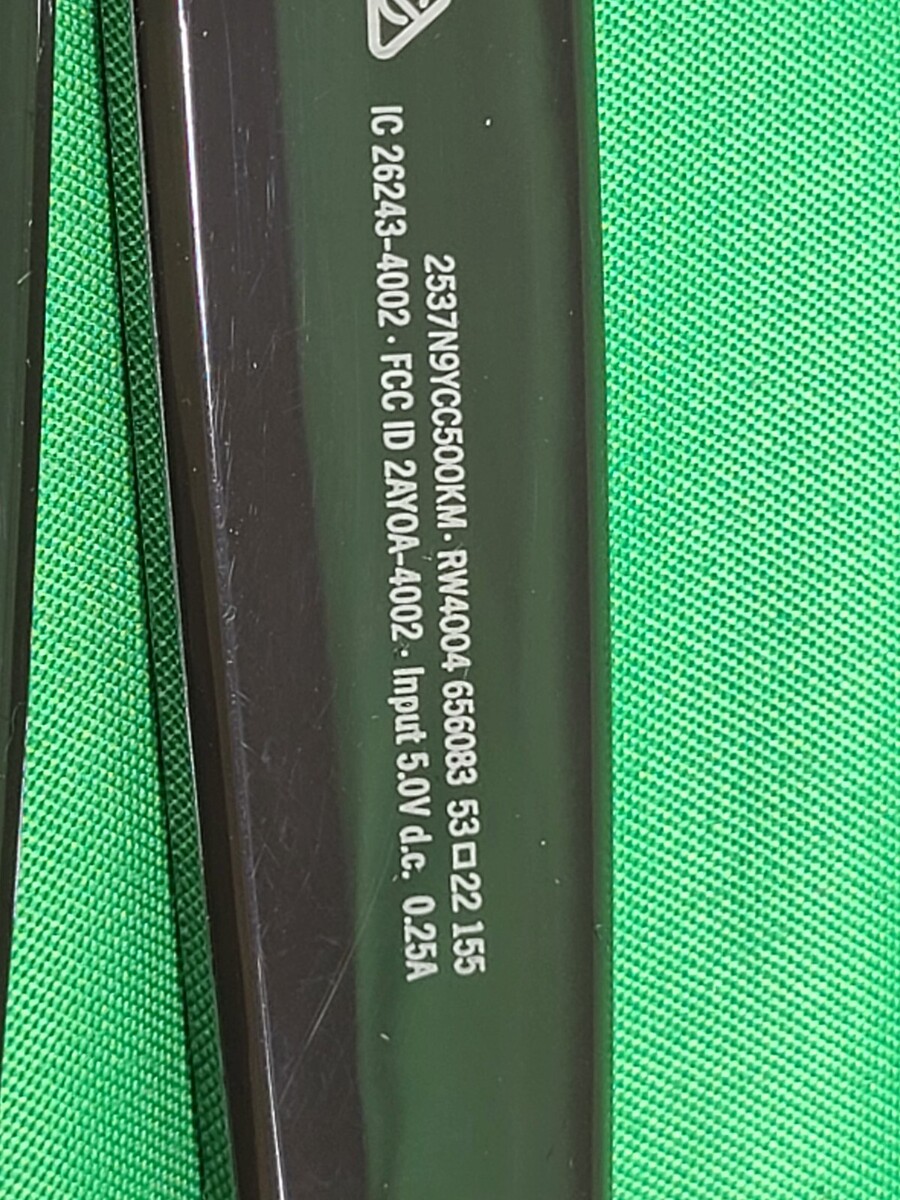 2537N9YCC500KM · RW4004 656083 53□22 155
IC 26243-4002 · FCC ID 2AYOA-4002 · Input 5.0V d.c. 0.25A